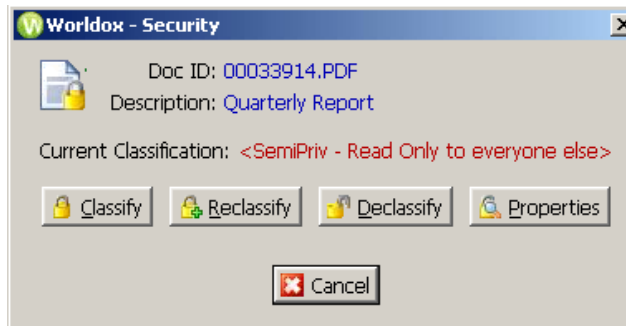 Worldox - Security
Doc ID: 00033914.PDF
Description: Quarterly Report
Current Classification: <SemiPriv - Read Only to everyone else>
Classify Reclassify Declassify Properties
Cancel